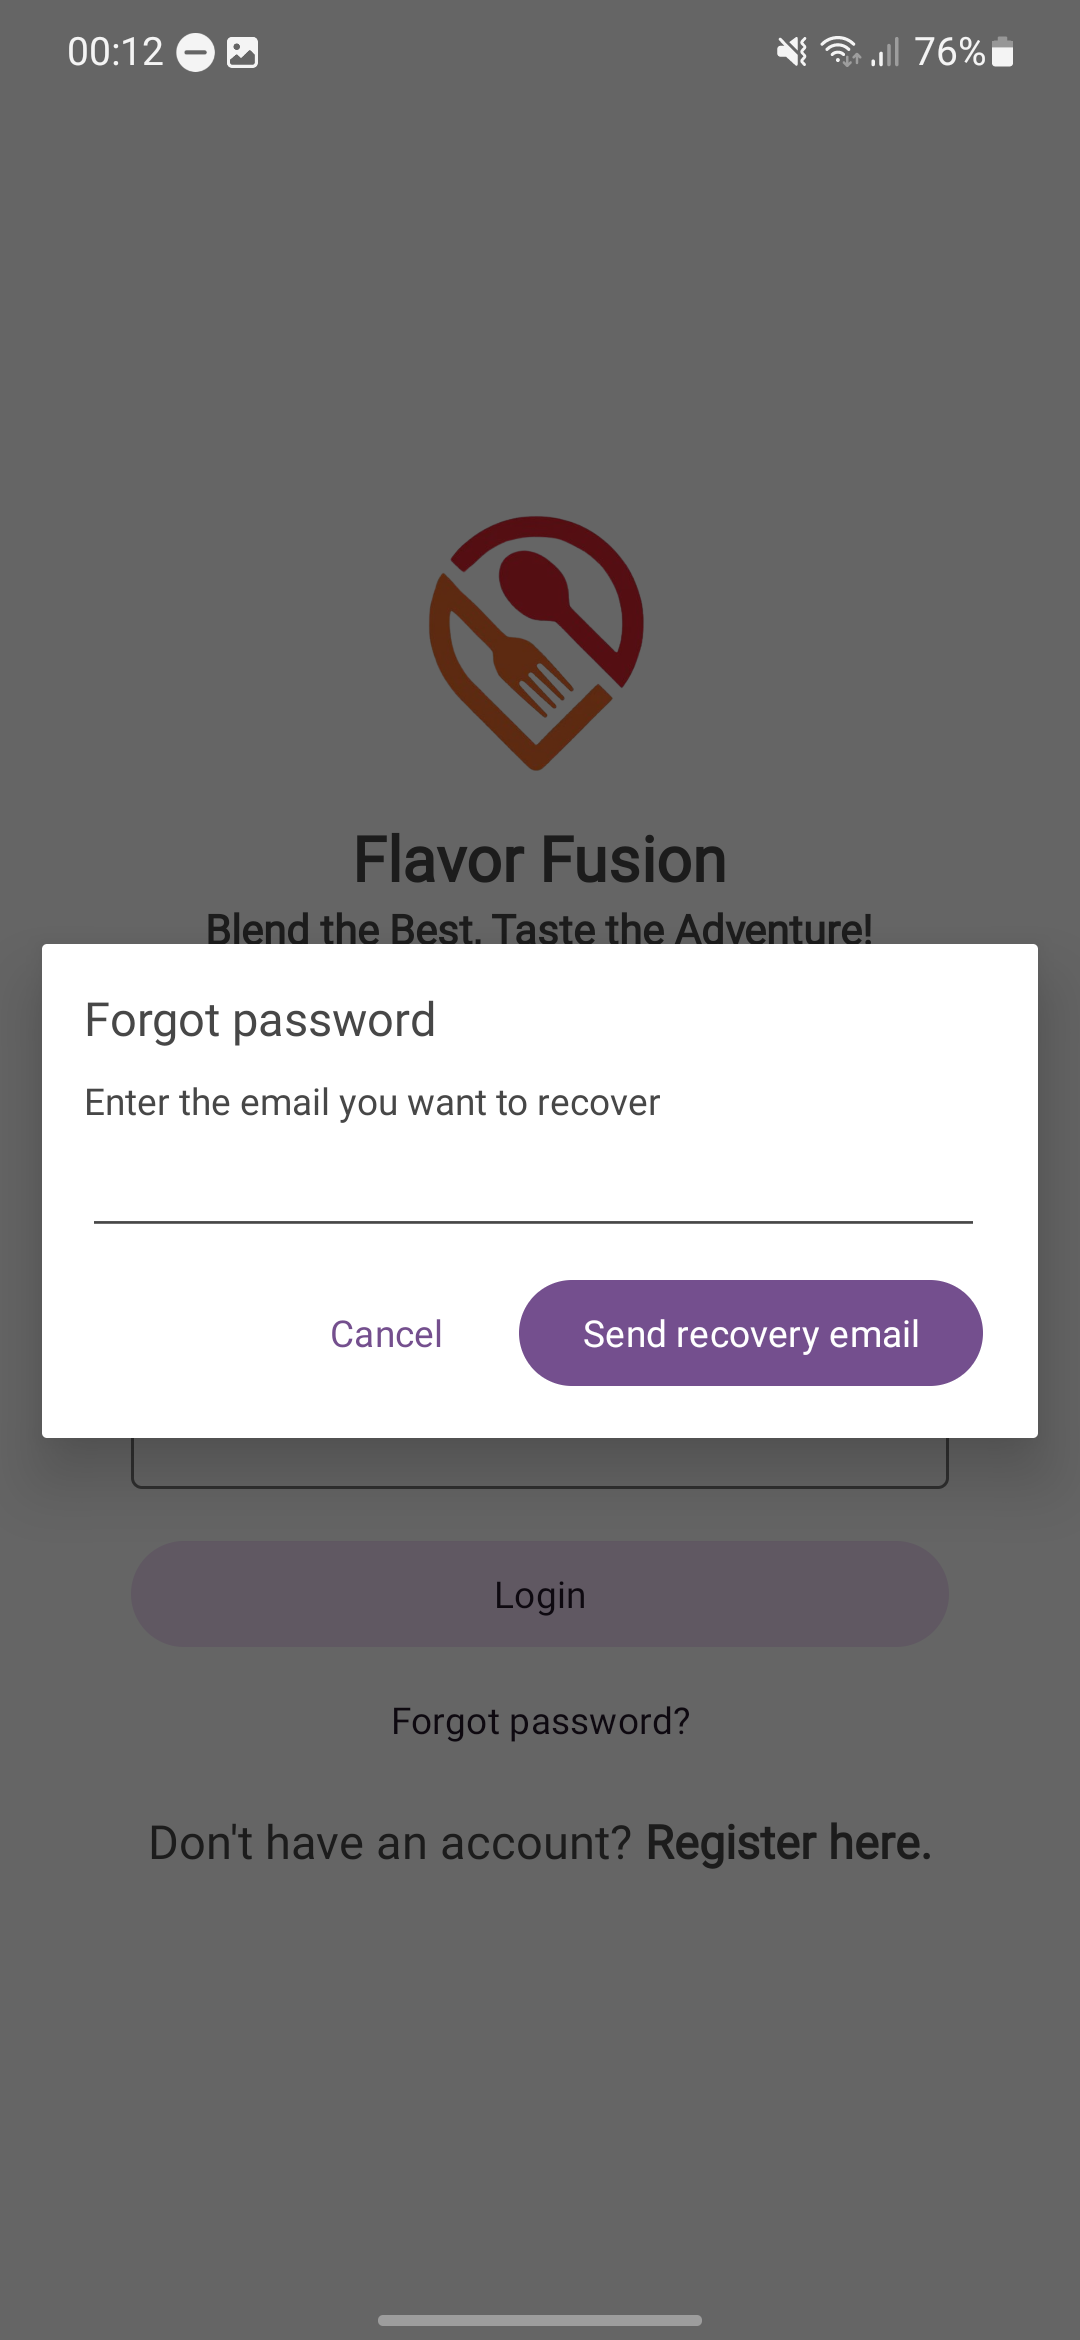 00:12
76%
Flavor Fusion
Blend the Best, Taste the Adventure!
Forgot password
Enter the email you want to recover
Cancel
Send recovery email
Login
Forgot password?
Don't have an account? Register here.